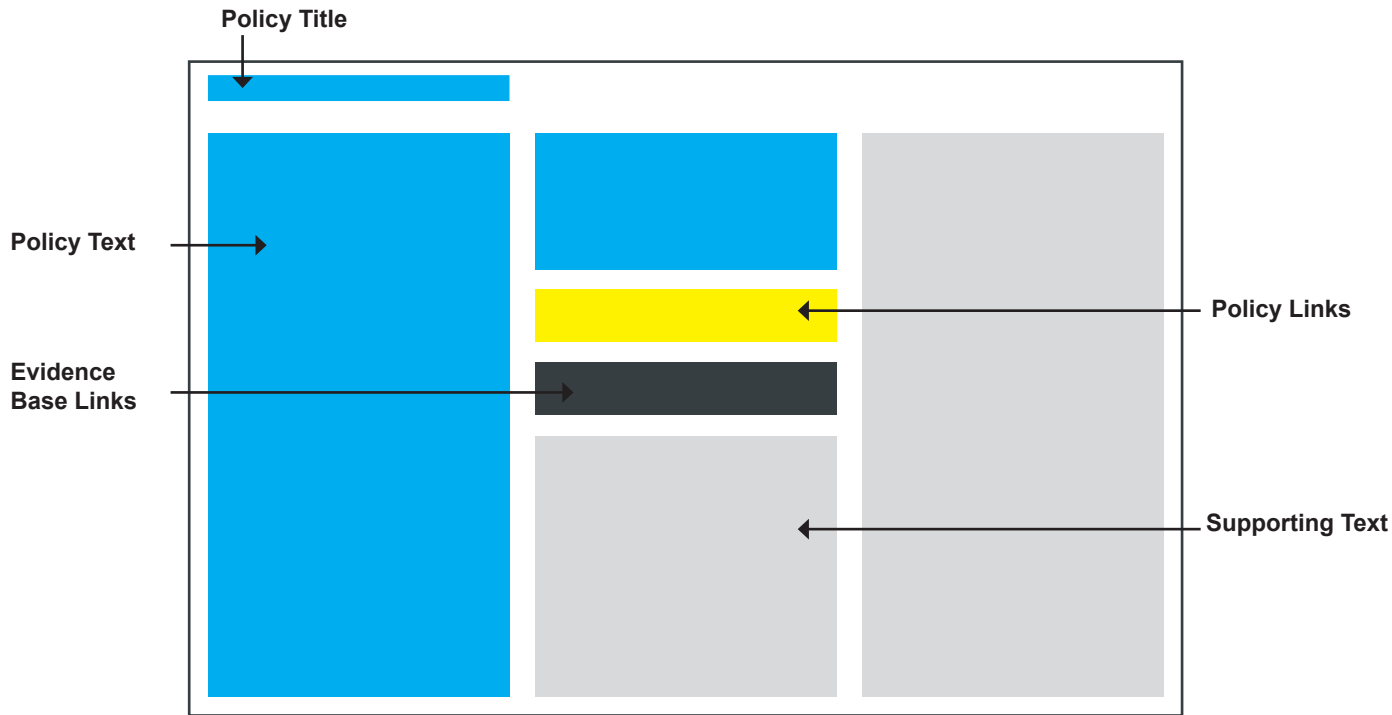 Policy Title
Policy Text
Policy Links
Evidence
Base Links
Supporting Text